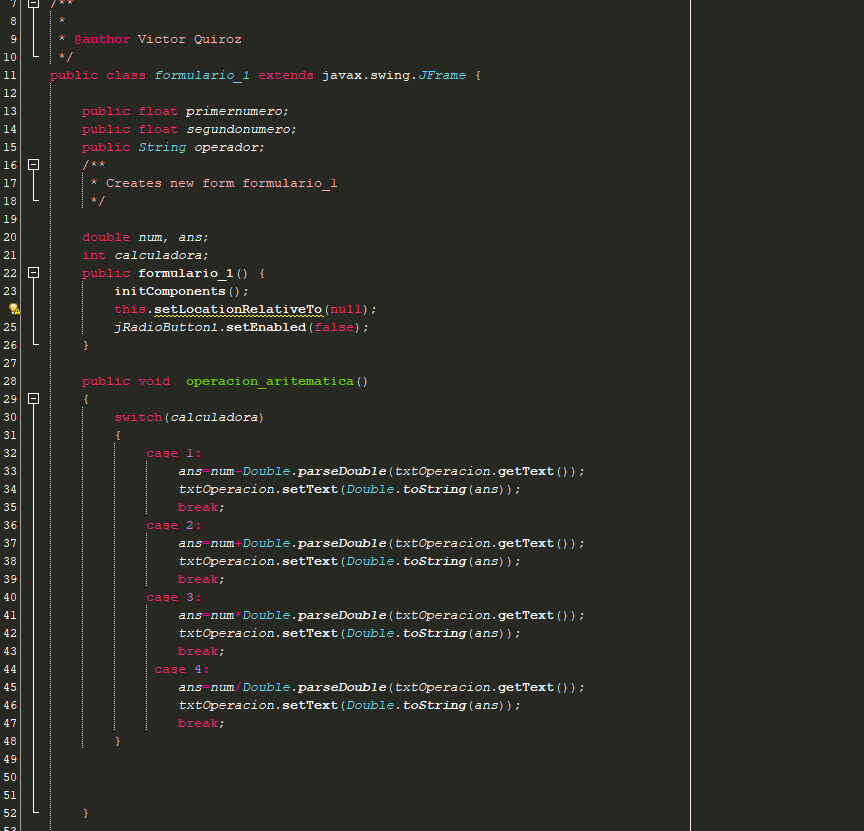 7 /**
8 *
9 * @author Victor Quiroz
10 */
11 public class formulario_1 extends javax.swing.JFrame {
12
13 public float primernumero;
14 public float segundonumero;
15 public String operador;
16 /**
17 * Creates new form formulario_1
18 */
19
20 double num, ans;
21 int calculadora;
22 public formulario_1() {
23 initComponents();
this.setLocationRelativeTo(null);
25 jRadioButton1.setEnabled(false);
26 }
27
28 public void  operacion_aritematica()
29 {
30 switch(calculadora)
31 {
32 case 1:
33 ans=num-Double.parseDouble(txtOperacion.getText());
34 txtOperacion.setText(Double.toString(ans));
35 break;
36 case 2:
37 ans=num+Double.parseDouble(txtOperacion.getText());
38 txtOperacion.setText(Double.toString(ans));
39 break;
40 case 3:
41 ans=num*Double.parseDouble(txtOperacion.getText());
42 txtOperacion.setText(Double.toString(ans));
43 break;
44 case 4:
45 ans=num/Double.parseDouble(txtOperacion.getText());
46 txtOperacion.setText(Double.toString(ans));
47 break;
48 }
49
50
51
52 }
53